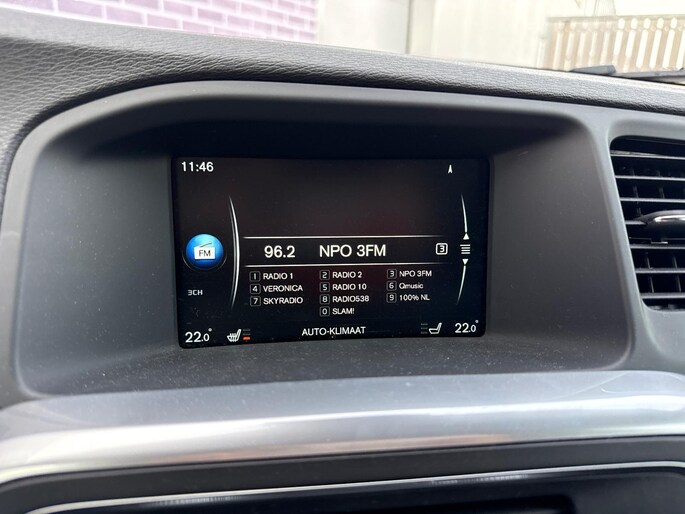 11:46
FM
96.2 NPO 3FM 3
1 RADIO 1 2 RADIO 2 3 NPO 3FM
4 VERONICA 5 RADIO 10 6 Qmusic
7 SKYRADIO 8 RADIO538 9 100% NL
0 SLAM!
3CH
22.0° AUTO-KLIMAAT 22.0°